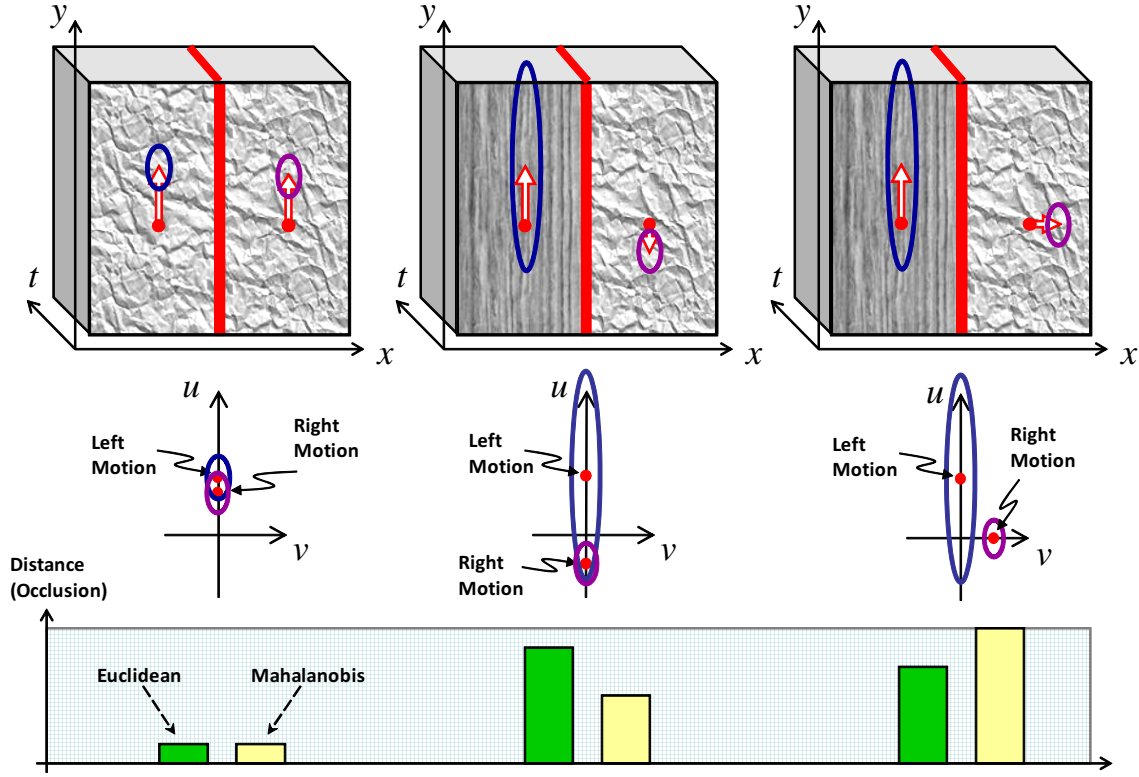 y
y
y
t
x
t
x
t
x
u
Left
Motion
Right
Motion
v
u
Left
Motion
Right
Motion
v
u
Left
Motion
Right
Motion
v
Distance
(Occlusion)
Euclidean
Mahalanobis